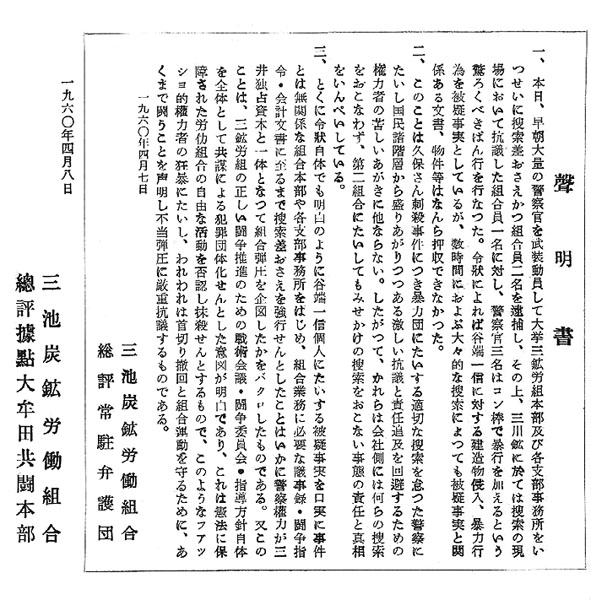 聲明書
一、本日、早朝大量の警察官を武装動員して大挙三鉱労組本部及び各支部事務所をい
つせいに捜索差おさえかつ組合員二名を逮捕し、その上、三川鉱に於ては捜索の現
場において抗議した組合員一名に対し、警察官三名はコン棒で暴行を加えるという
驚ろくべきばん行を行なつた。令状によれば谷端一信に対する建造物侵入、暴力行
為を被疑事実としているが、数時間におよぶ大々的な捜索によつても被疑事実と関
係ある文書、物件等はなんら押収できなかつた。
二、このことは久保さん刺殺事件につき暴力団にたいする適切な捜索を怠つた警察に
たいし国民諸階層から盛りあがりつつある激しい抗議と責任追及を回避するための
権力者の苦しいあがきに他ならない。したがつて、かれらは会社側には何らの捜索
をおこなわず、第二組合にたいしてもみせかけの捜索をおこない事態の責任と真相
をいんぺいしている。
三、とくに令状自体でも明白のように谷端一信個人にたいする被疑事実を口実に事件
とは無関係な組合本部や各支部事務所をはじめ、組合業務に必要な議事録・闘争指
令・会計文書に至るまで捜索差おさえを強行せんとしたことはいかに警察権力が三
井独占資本と一体となつて組合弾圧を企図したかをバクロしたものである。又この
ことは、三鉱労組の正しい闘争推進のための戦術会議・闘争委員会・指導方針自体
を全体として共謀による犯罪団体化せんとした意図が明白であり、これは憲法に保
障された労仂組合の自由な活動を否認し抹殺せんとするもので、このようなファッ
ショ的権力者の狂暴にたいし、われわれは首切り撤回と組合運動を守るために、あ
くまで闘うことを声明し不当弾圧に厳重抗議するものである。
一九六〇年四月七日
三池炭鉱労働組合
総評常駐弁護団
一九六〇年四月八日
三池炭鉱労働組合
總評據點大牟田共闘本部